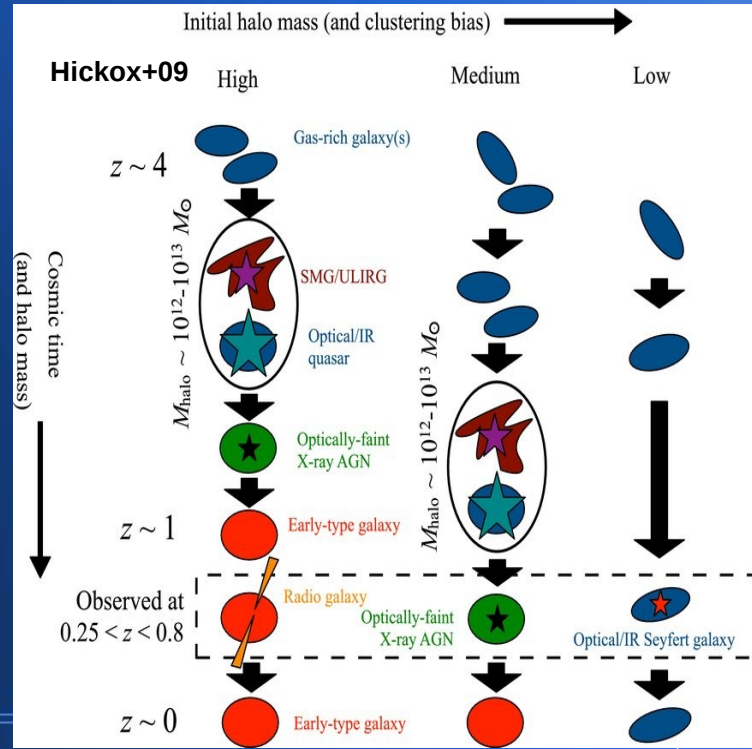 Initial halo mass (and clustering bias)
Hickox+09
High
Medium
Low
Gas-rich galaxy(s)
z ~ 4
Cosmic time
(and halo mass)
M_halo ~ 10^12-10^13 M⊙
SMG/ULIRG
Optical/IR
quasar
Optically-faint
X-ray AGN
M_halo ~ 10^12-10^13 M⊙
z ~ 1
Early-type galaxy
Observed at
0.25 < z < 0.8
Radio galaxy
Optically-faint
X-ray AGN
Optical/IR Seyfert galaxy
z ~ 0
Early-type galaxy